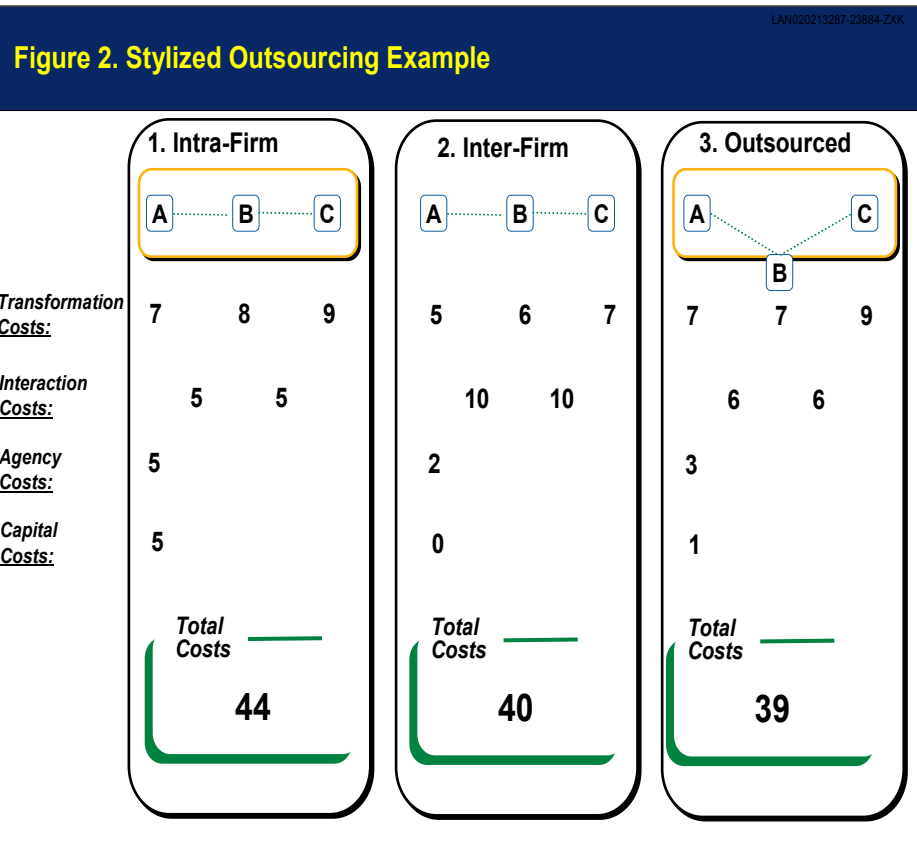 LAN020213287-23884-ZXK
Figure 2. Stylized Outsourcing Example
1. Intra-Firm
2. Inter-Firm
3. Outsourced
A B C
A B C
A C
B
Transformation
Costs:
7 8 9
5 6 7
7 7 9
Interaction
Costs:
5 5
10 10
6 6
Agency
Costs:
5
2
3
Capital
Costs:
5
0
1
Total
Costs
44
Total
Costs
40
Total
Costs
39